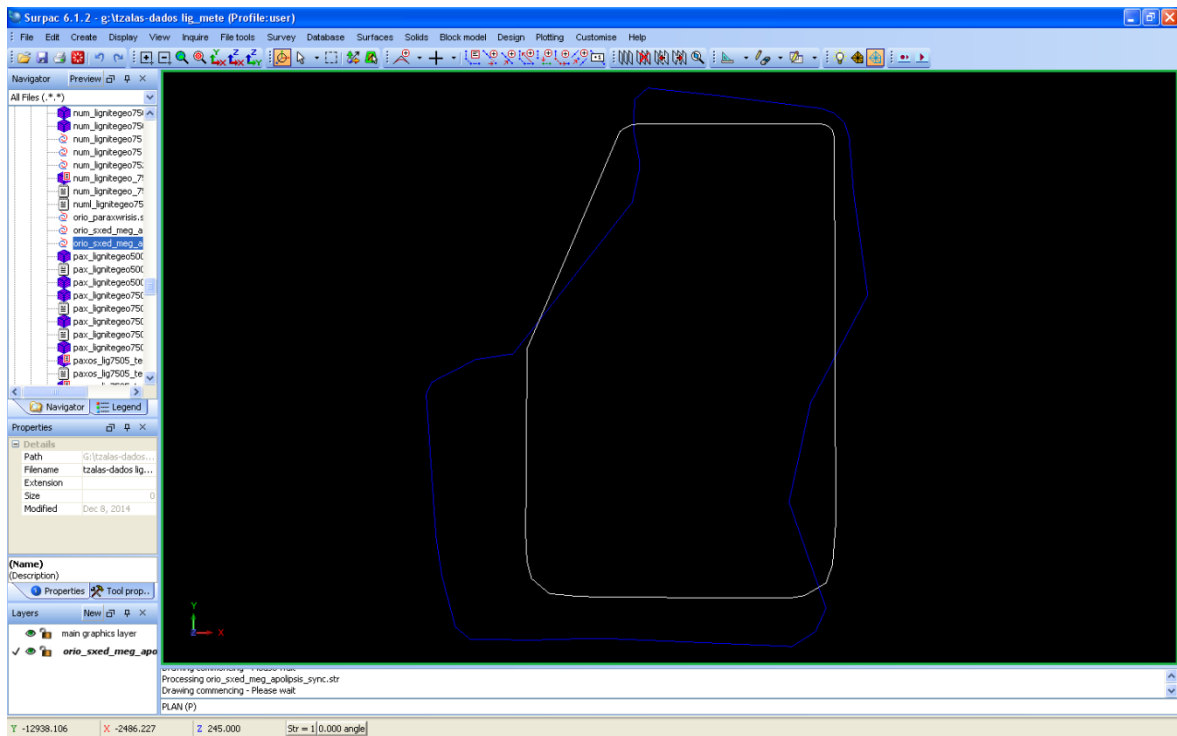 Surpac 6.1.2 - g:\tzalas-dados lig_mete (Profile:user)
File Edit Create Display View Inquire File tools Survey Database Surfaces Solids Block model Design Plotting Customise Help
Navigator Preview
All Files (.*.*)
num_lignitegeo75(
num_lignitegeo750
num_lignitegeo75
num_lignitegeo75
num_lignitegeo75:
num_lignitegeo_7!
num_lignitegeo_7!
numl_lignitegeo75
orio_paraxwrisis.s
orio_sxed_meg_a
orio_sxed_meg_a
pax_lignitegeo500
pax_lignitegeo500
pax_lignitegeo500
pax_lignitegeo750
pax_lignitegeo750
pax_lignitegeo750
pax_lignitegeo750
pax_lignitegeo750
paxos_lig7505_te
paxos_lig7505_te
Navigator Legend
Properties
Details
Path G:\tzalas-dados...
Filename tzalas-dados lig...
Extension
Size 0
Modified Dec 8, 2014
(Name)
(Description)
Properties Tool prop..
Layers New
main graphics layer
orio_sxed_meg_apo
Y
X
Z
Drawing commencing - Please wait
Processing orio_sxed_meg_apolipsis_sync.str
Drawing commencing - Please wait
PLAN (P)
Y -12938.106 X -2486.227 Z 245.000 Str = 1 0.000 angle